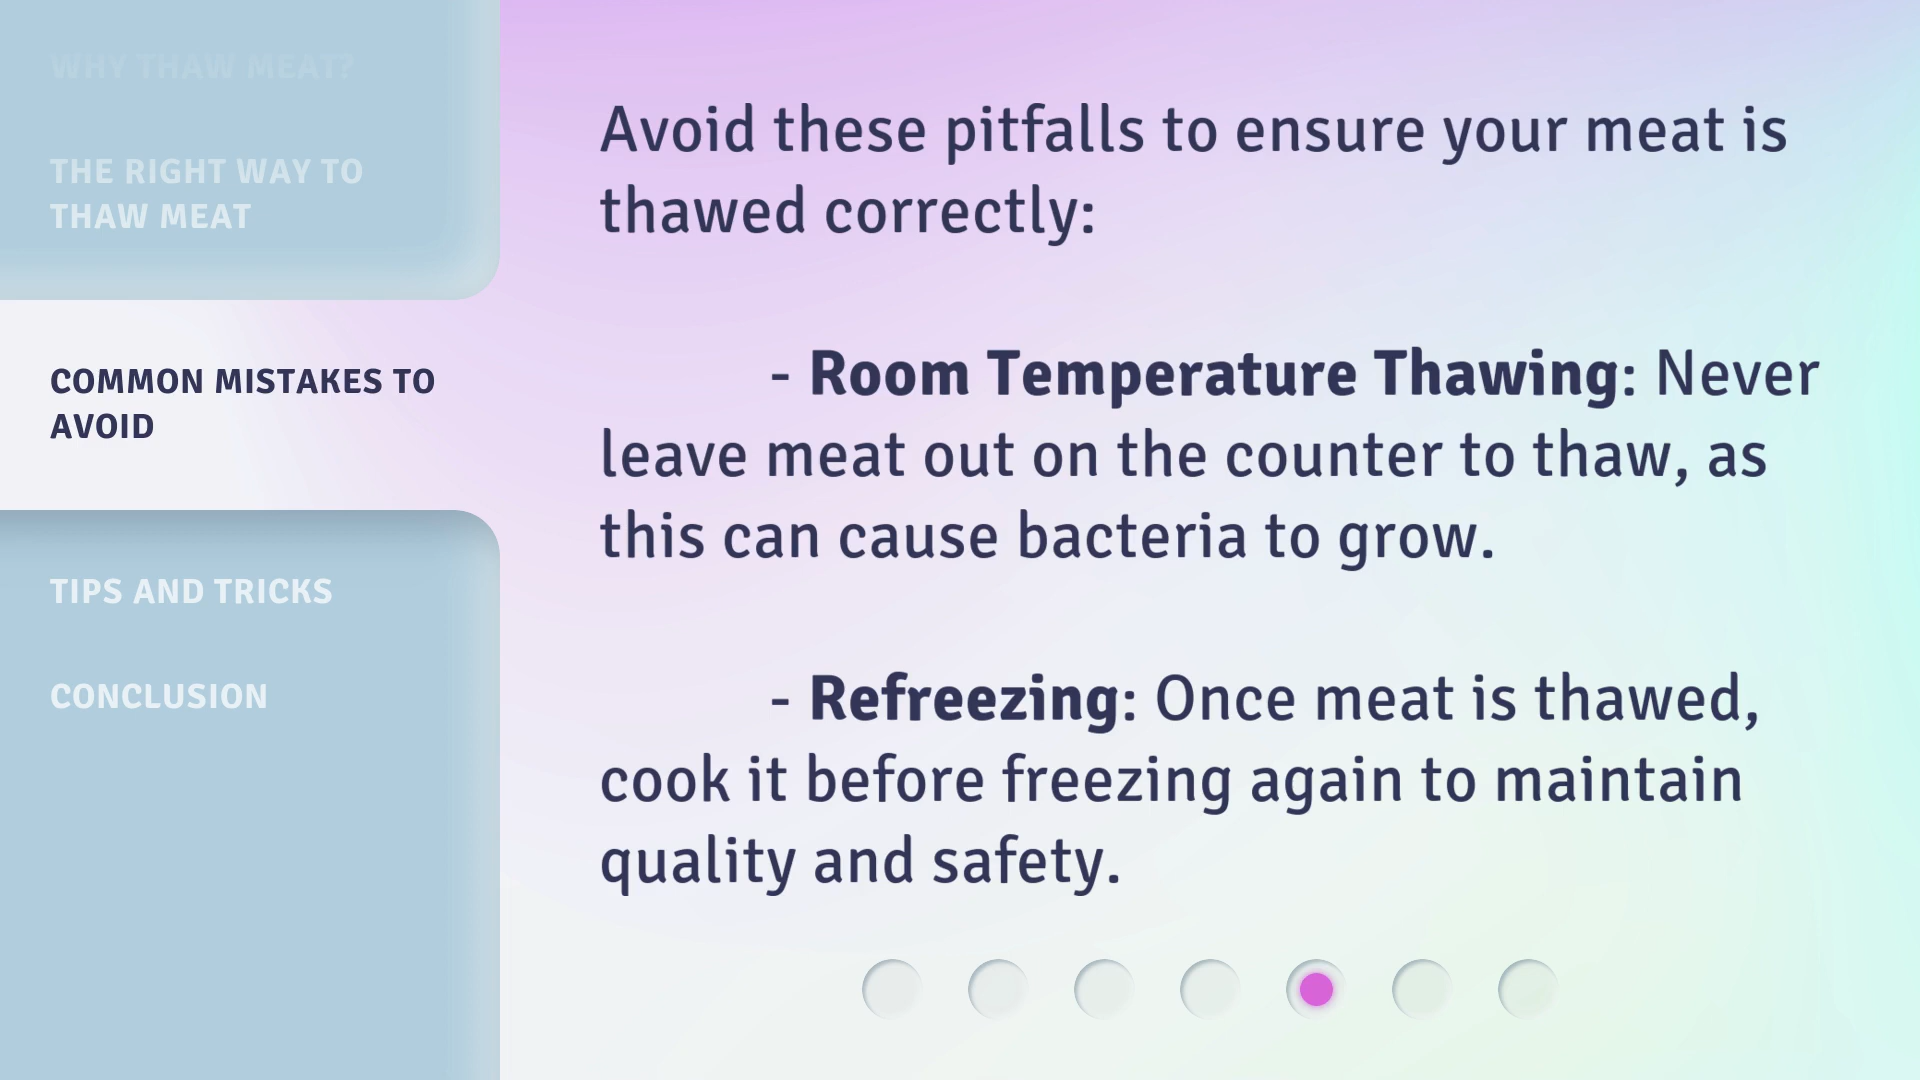 WHY THAW MEAT?
THE RIGHT WAY TO
THAW MEAT
COMMON MISTAKES TO
AVOID
TIPS AND TRICKS
CONCLUSION
Avoid these pitfalls to ensure your meat is
thawed correctly:
- Room Temperature Thawing: Never
leave meat out on the counter to thaw, as
this can cause bacteria to grow.
- Refreezing: Once meat is thawed,
cook it before freezing again to maintain
quality and safety.